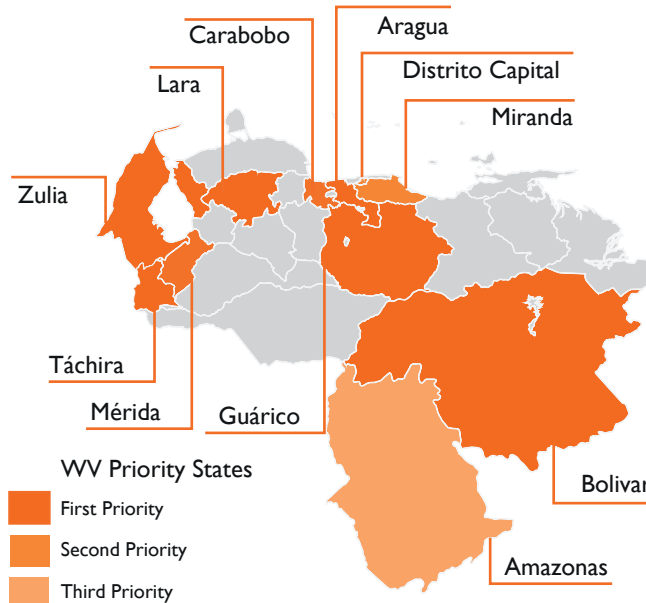 Aragua
Carabobo
Distrito Capital
Lara
Miranda
Zulia
Táchira
Mérida
Guárico
Bolivar
Amazonas
WV Priority States
First Priority
Second Priority
Third Priority